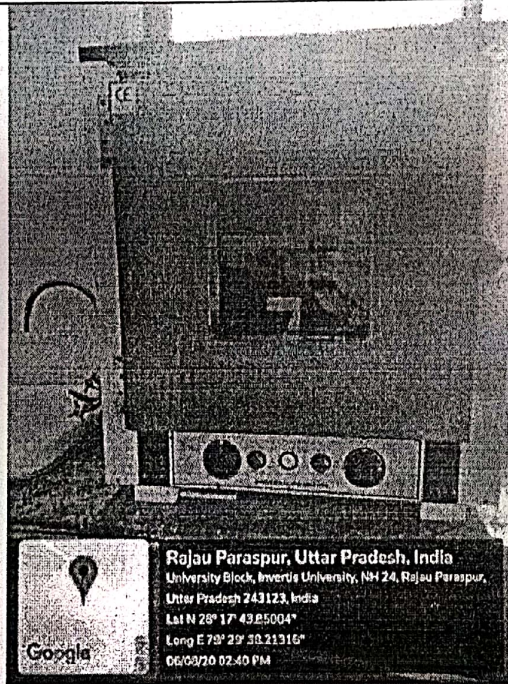 CE
Rajau Paraspur, Uttar Pradesh, India
University Block, Invertis University, NH 24, Rajau Paraspur,
Uttar Pradesh 243123, India
Lat N 28° 17' 43.85004"
Long E 79° 29' 38.21316"
06/08/20 02:40 PM
Google